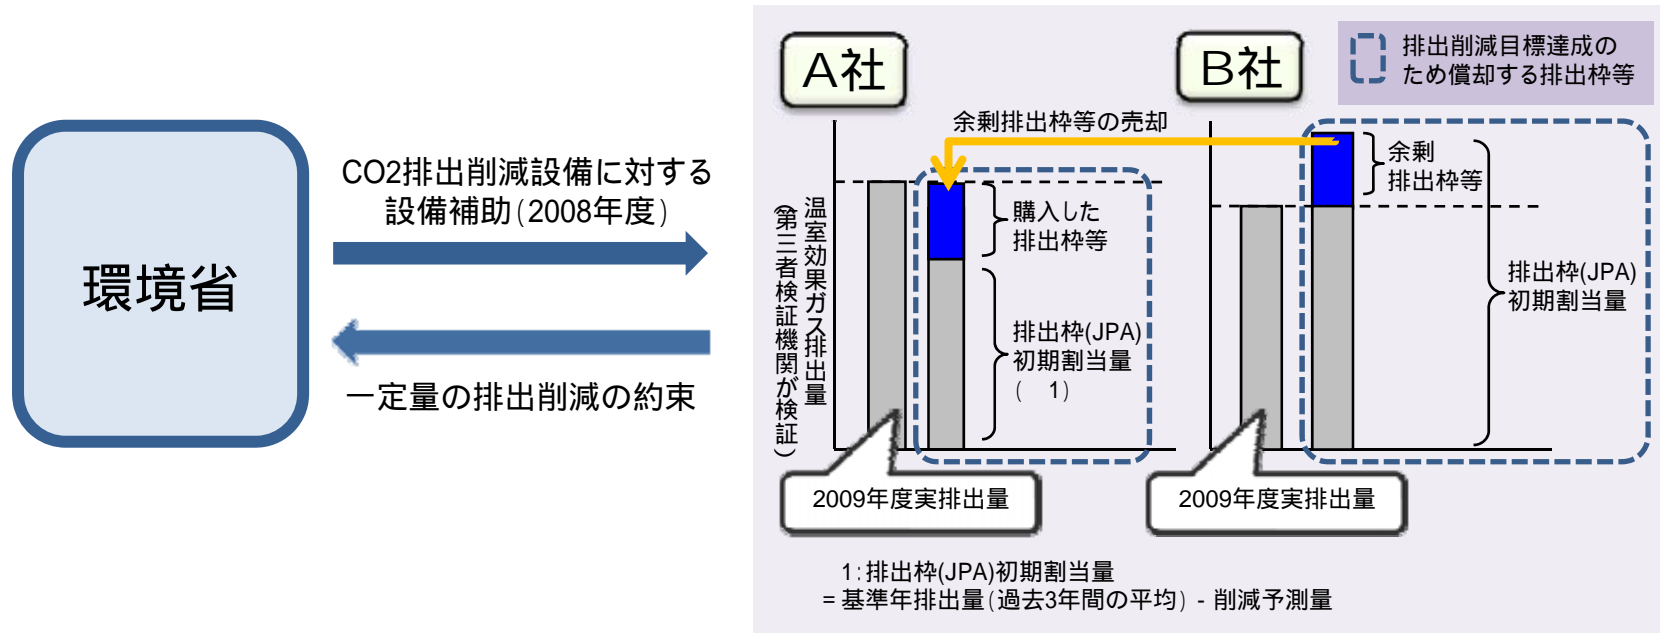 環境省
CO2排出削減設備に対する
設備補助(2008年度)
一定量の排出削減の約束
A社
B社
排出削減目標達成の
ため償却する排出枠等
余剰排出枠等の売却
温室効果ガス排出量
(第三者検証機関が検証)
購入した
排出枠等
排出枠(JPA)
初期割当量
( 1)
2009年度実排出量
余剰
排出枠等
排出枠(JPA)
初期割当量
2009年度実排出量
1:排出枠(JPA)初期割当量
= 基準年排出量(過去3年間の平均) - 削減予測量